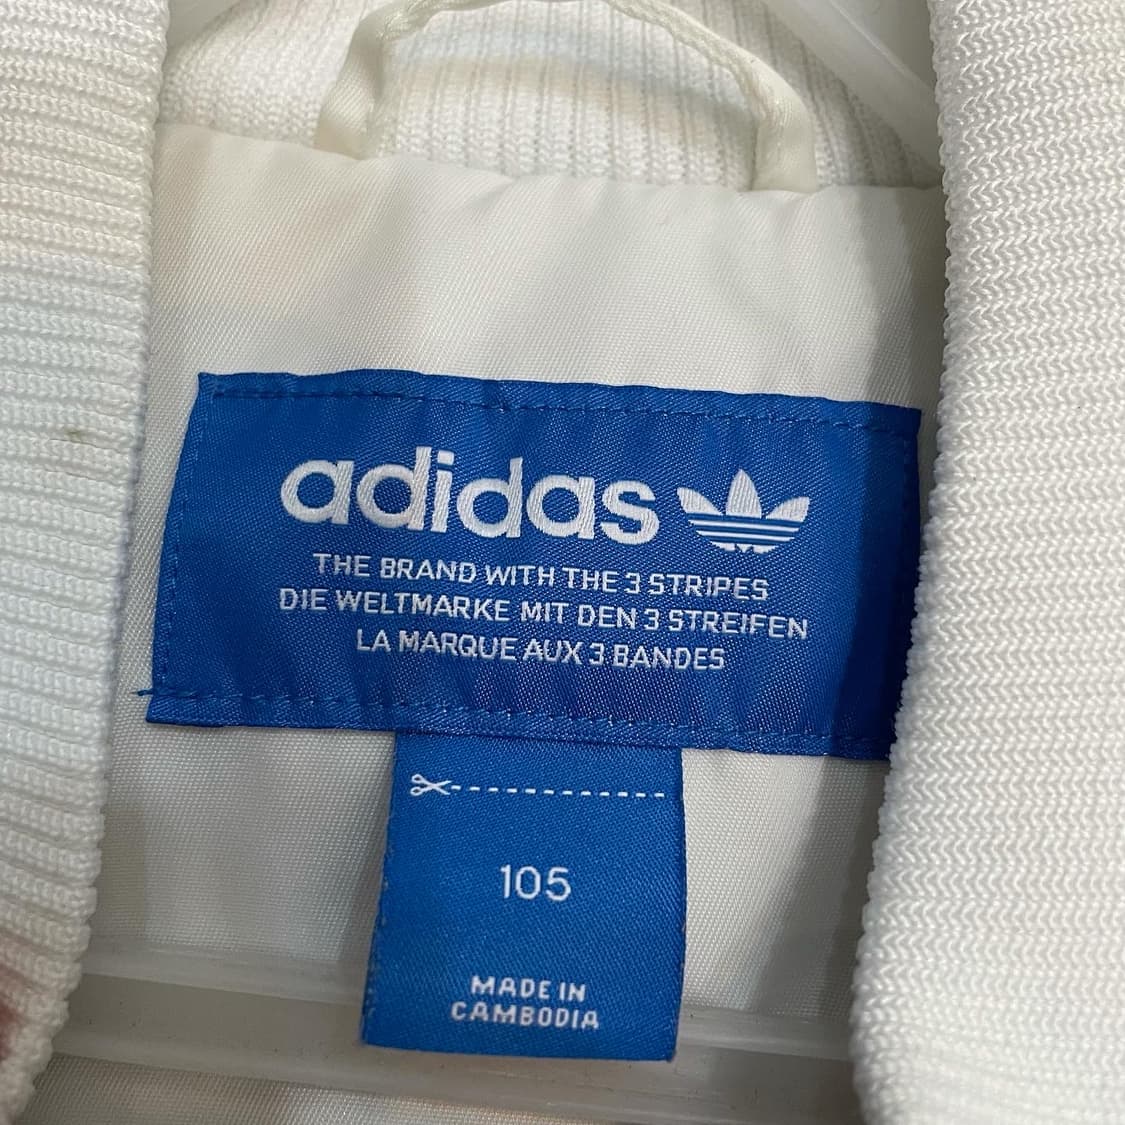 adidas
THE BRAND WITH THE 3 STRIPES
DIE WELTMARKE MIT DEN 3 STREIFEN
LA MARQUE AUX 3 BANDES
105
MADE IN
CAMBODIA